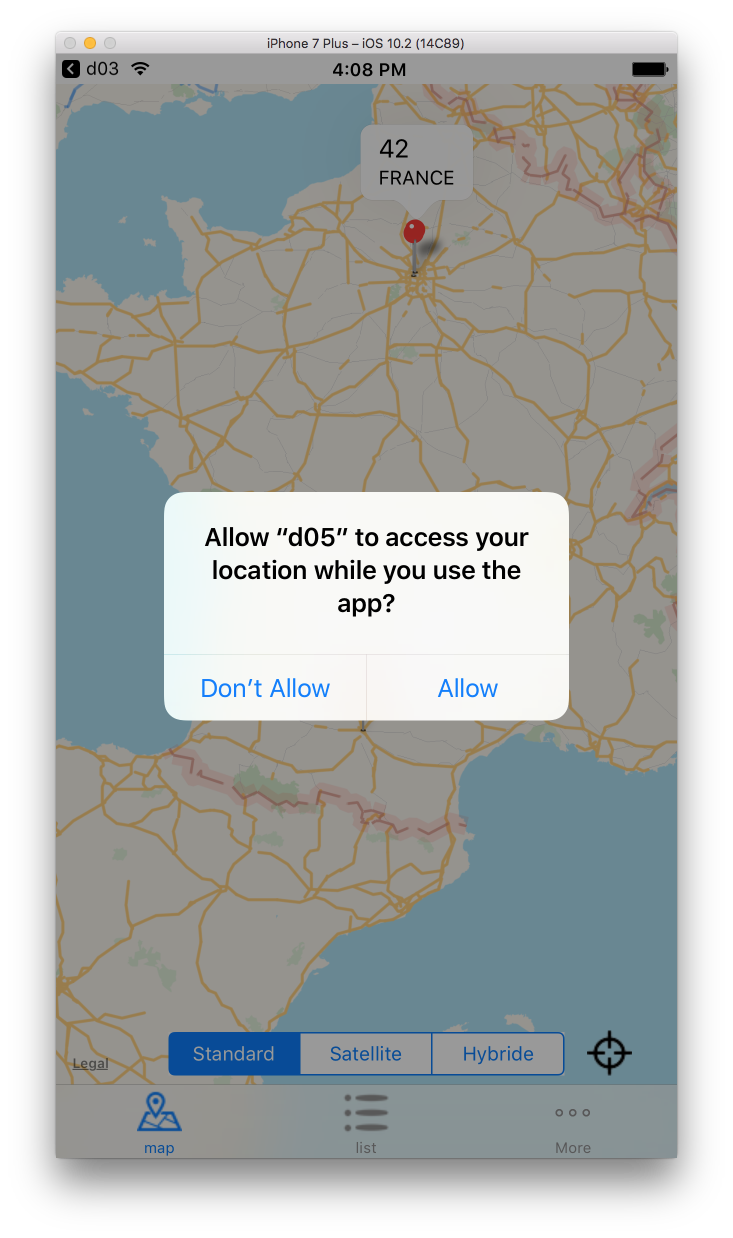 iPhone 7 Plus – iOS 10.2 (14C89)
d03
4:08 PM
42
FRANCE
Allow “d05” to access your
location while you use the
app?
Don’t Allow
Allow
Legal
Standard
Satellite
Hybride
map
list
More